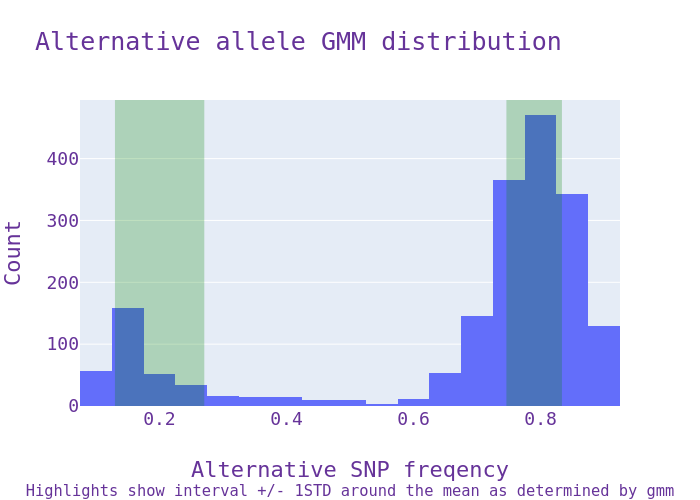 Alternative allele GMM distribution
400
300
200
100
0
Count
0.2 0.4 0.6 0.8
Alternative SNP freqency
Highlights show interval +/- 1STD around the mean as determined by gmm